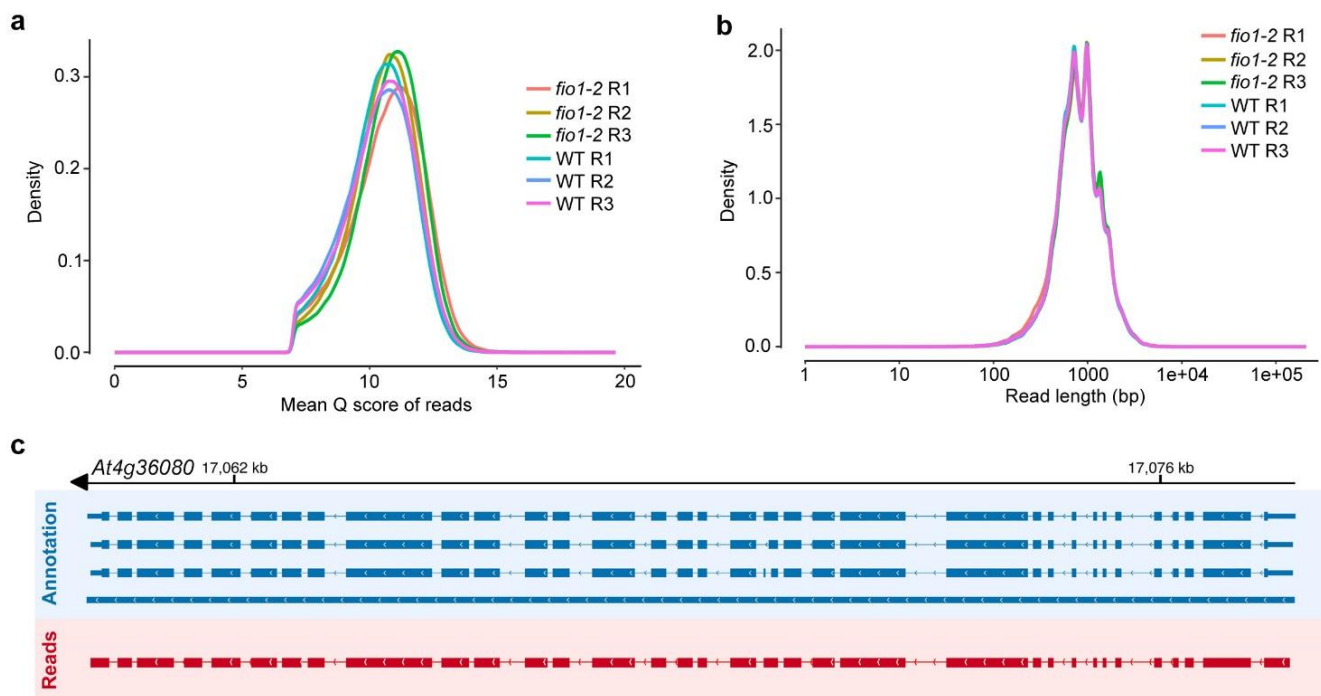 a
0.3
0.2
0.1
0.0
Density
0 5 10 15 20
Mean Q score of reads
fio1-2 R1
fio1-2 R2
fio1-2 R3
WT R1
WT R2
WT R3
b
2.0
1.5
1.0
0.5
0.0
Density
1 10 100 1000 1e+04 1e+05
Read length (bp)
fio1-2 R1
fio1-2 R2
fio1-2 R3
WT R1
WT R2
WT R3
c
At4g36080 17,062 kb 17,076 kb
Annotation
Reads